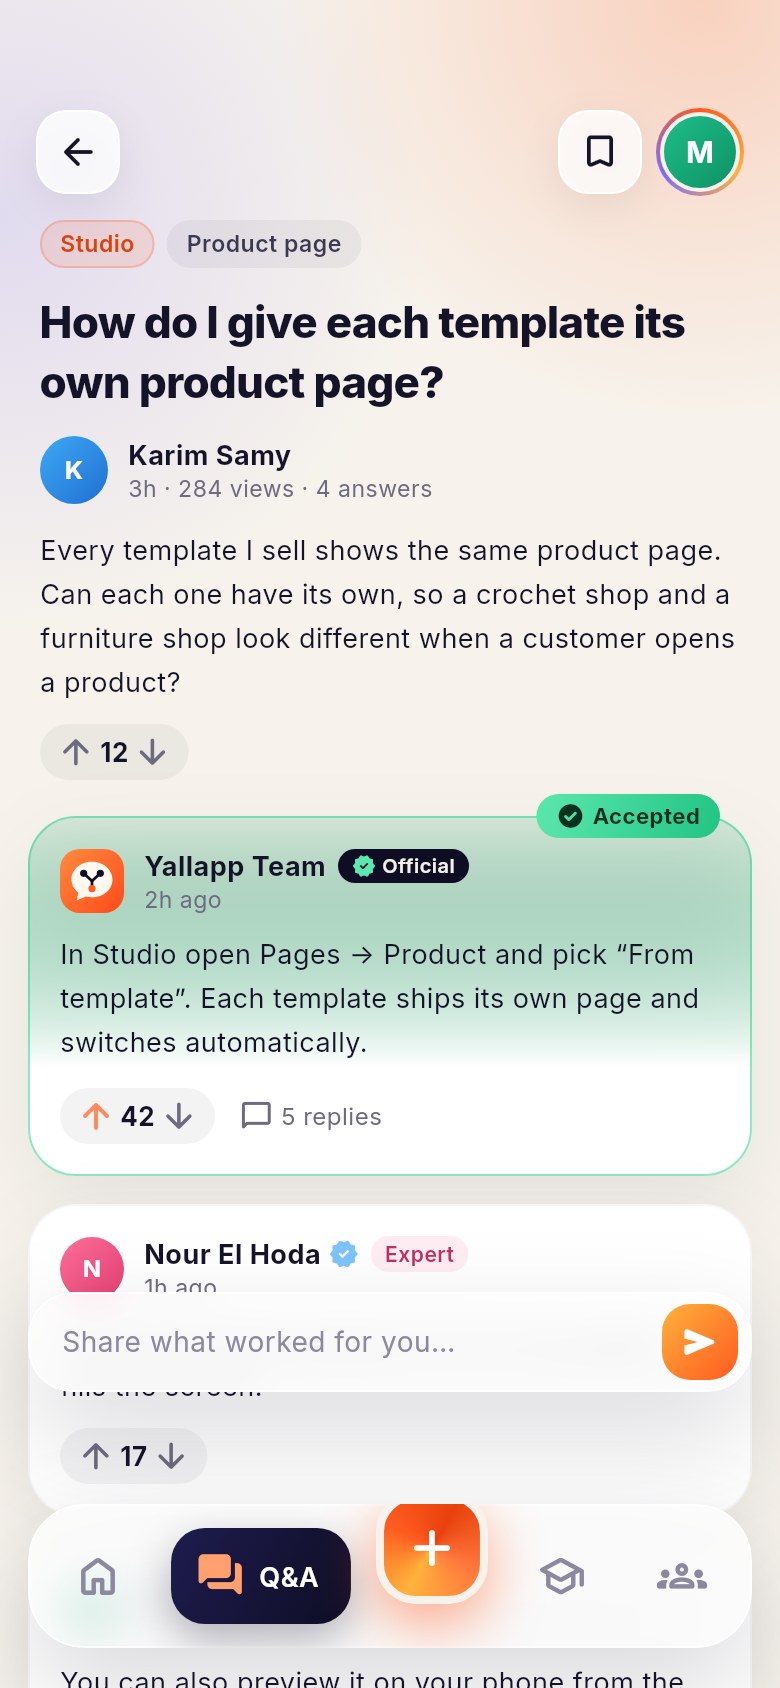 M
Studio
Product page
How do I give each template its
own product page?
K
Karim Samy
3h · 284 views · 4 answers
Every template I sell shows the same product page.
Can each one have its own, so a crochet shop and a
furniture shop look different when a customer opens
a product?
12
Accepted
Yallapp Team
Official
2h ago
In Studio open Pages → Product and pick “From
template”. Each template ships its own page and
switches automatically.
42
5 replies
N
Nour El Hoda
Expert
1h ago
Share what worked for you...
the screen.
17
Q&A
You can also preview it on your phone from the